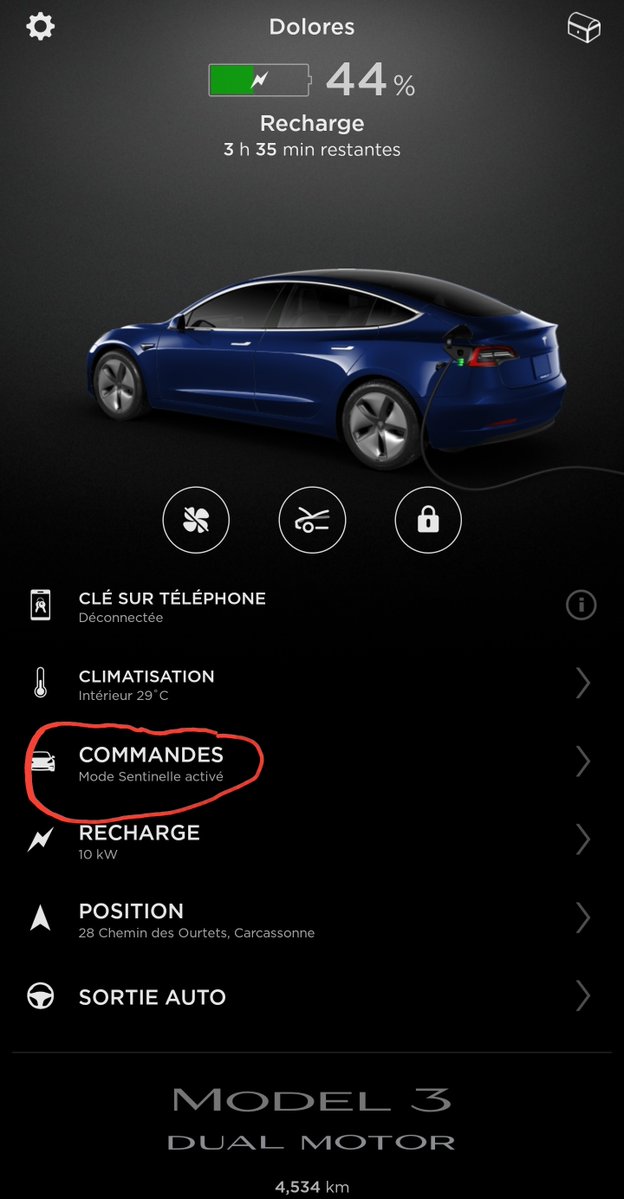 Dolores
44 %
Recharge
3 h 35 min restantes
CLÉ SUR TÉLÉPHONE
Déconnectée
CLIMATISATION
Intérieur 29°C
COMMANDES
Mode Sentinelle activé
RECHARGE
10 kW
POSITION
28 Chemin des Ourtets, Carcassonne
SORTIE AUTO
MODEL 3
DUAL MOTOR
4,534 km